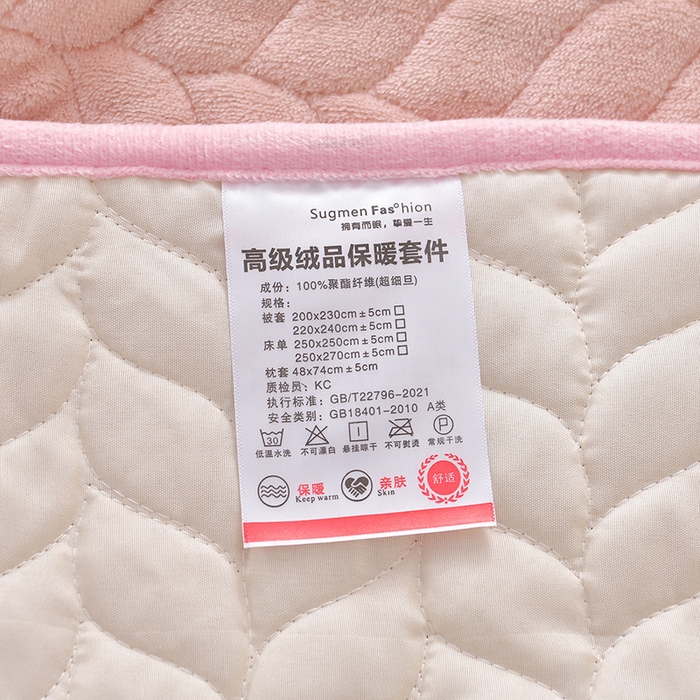 Sugmen Fashion
拥有而眠，挚爱一生
高级绒品保暖套件
成份：100%聚酯纤维(超细旦)
规格：
被套 200x230cm±5cm□
220x240cm±5cm□
床单 250x250cm±5cm□
250x270cm±5cm□
枕套 48x74cm±5cm
质检员：KC
执行标准：GB/T22796-2021
安全类别：GB18401-2010 A类
30 P
低温水洗 不可漂白 悬挂晾干 不可熨烫 常规干洗
保暖 亲肤 舒适
Keep warm Skin